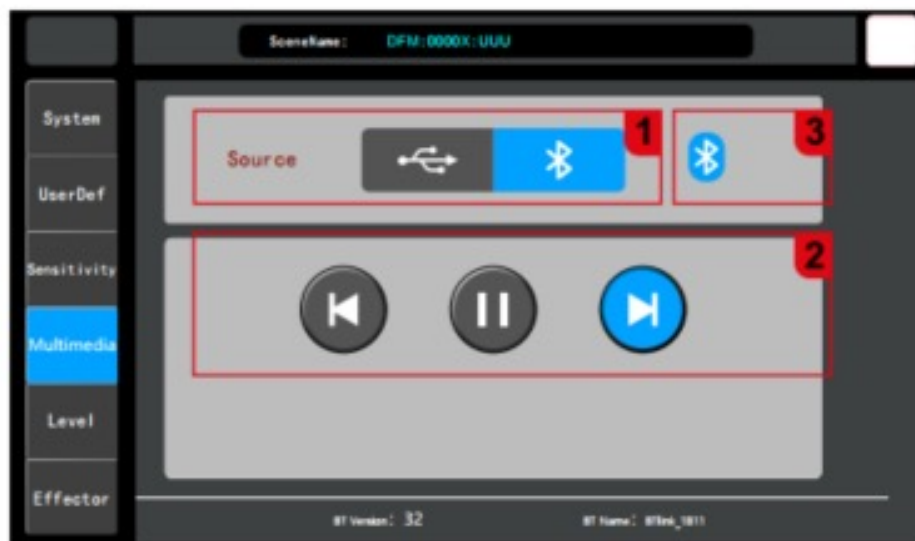 SceneName: DFM:0000X:UUU
System
UserDef
Sensitivity
Multimedia
Level
Effector
Source
1
3
2
BT Version: 32
BT Name: BTlink_1811